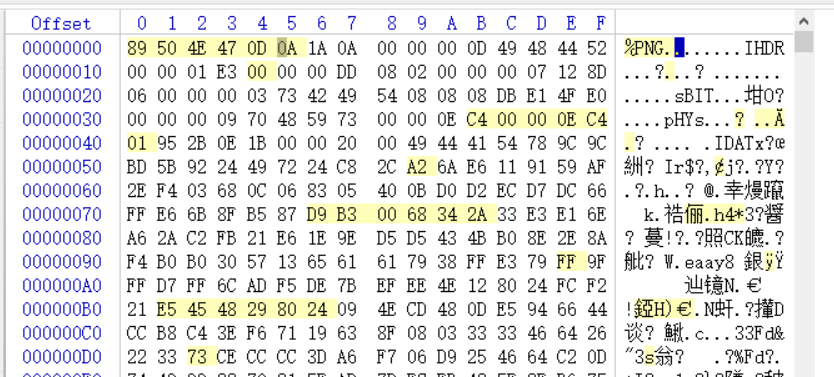 Offset 0 1 2 3 4 5 6 7 8 9 A B C D E F
00000000 89 50 4E 47 0D 0A 1A 0A 00 00 00 0D 49 48 44 52 ‰PNG........IHDR
00000010 00 00 01 E3 00 00 00 DD 08 02 00 00 00 07 12 8D ...?...?........
00000020 06 00 00 00 03 73 42 49 54 08 08 08 DB E1 4F E0 .....sBIT...坩O?
00000030 00 00 00 09 70 48 59 73 00 00 0E C4 00 00 0E C4 ....pHYs...?..Ä
00000040 01 95 2B 0E 1B 00 00 20 00 49 44 41 54 78 9C 9C .?.... .IDATx?œ
00000050 BD 5B 92 24 49 72 24 C8 2C A2 6A E6 11 91 59 AF 絒? Ir$?,¢j?.?Y?
00000060 2E F4 03 68 0C 06 83 05 40 0B D0 D2 EC D7 DC 66 .?.h..? @.幸熳躥
00000070 FF E6 6B 8F B5 87 D9 B3 00 68 34 2A 33 E3 E1 6E k.祰俪.h4*3?醤
00000080 A6 2A C2 FB 21 E6 1E 9E D5 D5 43 4B B0 8E 2E 8A ? 蔓!?.?照CK皫.?
00000090 F4 B0 B0 30 57 13 65 61 61 79 38 FF E3 79 FF 9F 舭? W.eaay8 銀ÿŸ
000000A0 FF D7 FF 6C AD F5 DE 7B EF EE 4E 12 80 24 FC F2 辿镱N.€
000000B0 21 E5 45 48 29 80 24 09 4E CD 48 0D E5 94 66 44 !錏H)€.N虷.?攆D
000000C0 CC B8 C4 3E F6 71 19 63 8F 08 03 33 33 46 64 26 谈? 鰍.c...33Fd&
000000D0 22 33 73 CE CC CC 3D A6 F7 06 D9 25 46 64 C2 0D "3s翁? .?%Fd?.